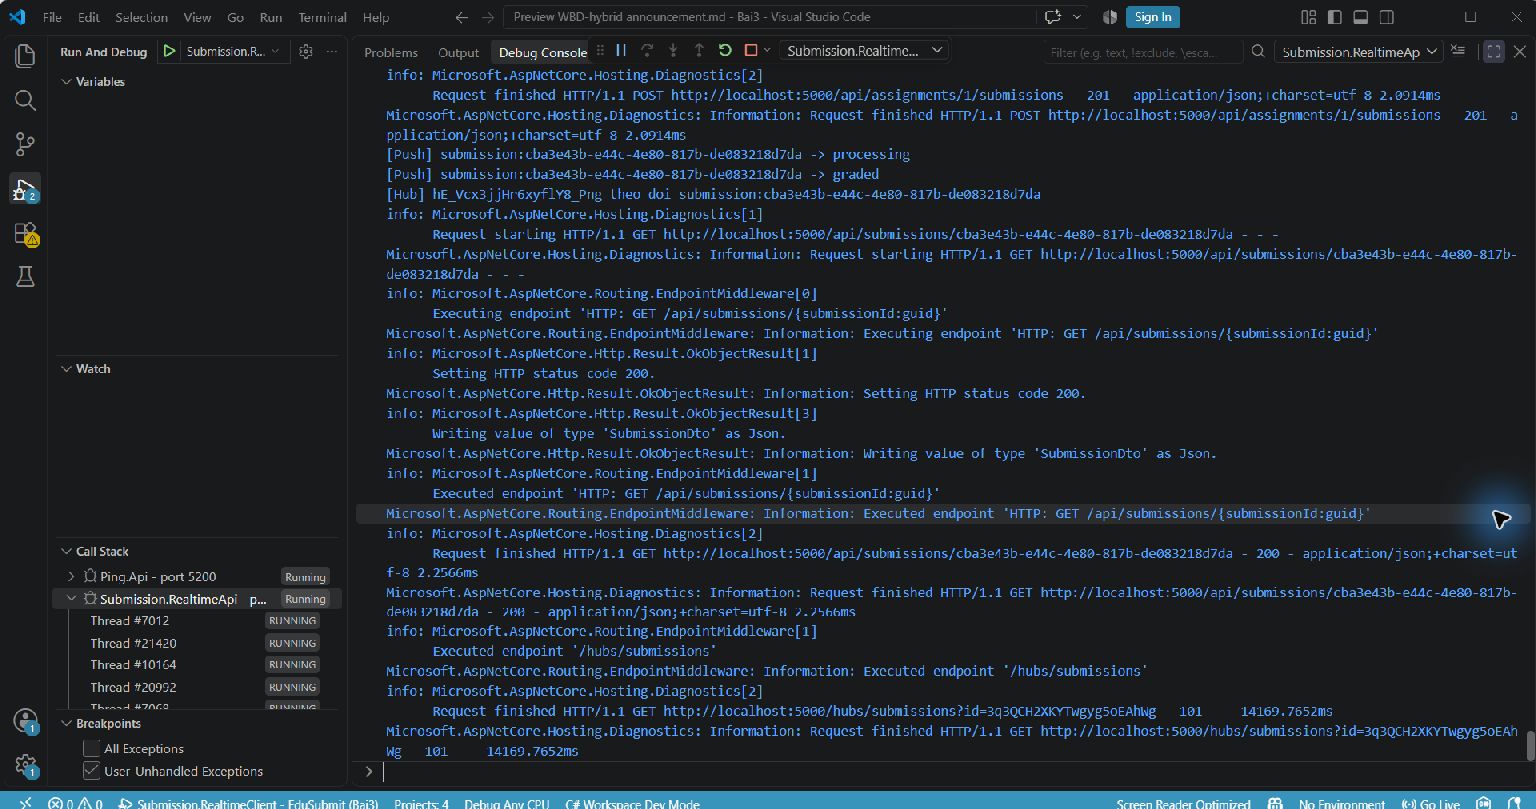 File Edit Selection View Go Run Terminal Help
Preview WBD-hybrid announcement.md - Bai3 - Visual Studio Code
Sign In
Run And Debug
Submission.R...
Problems Output Debug Console
Submission.Realtime...
Filter (e.g. text, !exclude, \esca...
Submission.RealtimeAp
Variables
Watch
Call Stack
Ping.Api - port 5200 Running
Submission.RealtimeApi p... Running
Thread #7012 RUNNING
Thread #21420 RUNNING
Thread #10164 RUNNING
Thread #20992 RUNNING
Thread #7068 RUNNING
Breakpoints
All Exceptions
User-Unhandled Exceptions
2
1
1
info: Microsoft.AspNetCore.Hosting.Diagnostics[2]
Request finished HTTP/1.1 POST http://localhost:5000/api/assignments/1/submissions 201 application/json;+charset=utf 8 2.0914ms
Microsoft.AspNetCore.Hosting.Diagnostics: Information: Request finished HTTP/1.1 POST http://localhost:5000/api/assignments/1/submissions 201 a
pplication/json;+charset=utf 8 2.0914ms
[Push] submission:cba3e43b-e44c-4e80-817b-de083218d7da -> processing
[Push] submission:cba3e43b-e44c-4e80-817b-de083218d7da -> graded
[Hub] hE_Vcx3jjHr6xyflY8_Png theo doi submission:cba3e43b-e44c-4e80-817b-de083218d7da
info: Microsoft.AspNetCore.Hosting.Diagnostics[1]
Request starting HTTP/1.1 GET http://localhost:5000/api/submissions/cba3e43b-e44c-4e80-817b-de083218d7da - - -
Microsoft.AspNetCore.Hosting.Diagnostics: Information: Request starting HTTP/1.1 GET http://localhost:5000/api/submissions/cba3e43b-e44c-4e80-817b-
de083218d7da - - -
info: Microsoft.AspNetCore.Routing.EndpointMiddleware[0]
Executing endpoint 'HTTP: GET /api/submissions/{submissionId:guid}'
Microsoft.AspNetCore.Routing.EndpointMiddleware: Information: Executing endpoint 'HTTP: GET /api/submissions/{submissionId:guid}'
info: Microsoft.AspNetCore.Http.Result.OkObjectResult[1]
Setting HTTP status code 200.
Microsoft.AspNetCore.Http.Result.OkObjectResult: Information: Setting HTTP status code 200.
info: Microsoft.AspNetCore.Http.Result.OkObjectResult[3]
Writing value of type 'SubmissionDto' as Json.
Microsoft.AspNetCore.Http.Result.OkObjectResult: Information: Writing value of type 'SubmissionDto' as Json.
info: Microsoft.AspNetCore.Routing.EndpointMiddleware[1]
Executed endpoint 'HTTP: GET /api/submissions/{submissionId:guid}'
Microsoft.AspNetCore.Routing.EndpointMiddleware: Information: Executed endpoint 'HTTP: GET /api/submissions/{submissionId:guid}'
info: Microsoft.AspNetCore.Hosting.Diagnostics[2]
Request finished HTTP/1.1 GET http://localhost:5000/api/submissions/cba3e43b-e44c-4e80-817b-de083218d7da - 200 - application/json;+charset=ut
f-8 2.2566ms
Microsoft.AspNetCore.Hosting.Diagnostics: Information: Request finished HTTP/1.1 GET http://localhost:5000/api/submissions/cba3e43b-e44c-4e80-817b-
de083218d7da - 200 - application/json;+charset=utf-8 2.2566ms
info: Microsoft.AspNetCore.Routing.EndpointMiddleware[1]
Executed endpoint '/hubs/submissions'
Microsoft.AspNetCore.Routing.EndpointMiddleware: Information: Executed endpoint '/hubs/submissions'
info: Microsoft.AspNetCore.Hosting.Diagnostics[2]
Request finished HTTP/1.1 GET http://localhost:5000/hubs/submissions?id=3q3QCH2XKYTwgyg5oEAhWg 101 14169.7652ms
Microsoft.AspNetCore.Hosting.Diagnostics: Information: Request finished HTTP/1.1 GET http://localhost:5000/hubs/submissions?id=3q3QCH2XKYTwgyg5oEAh
Wg 101 14169.7652ms
0 0 Submission.RealtimeClient - EduSubmit (Bai3) Projects: 4 Debug Any CPU C# Workspace Dev Mode Screen Reader Optimized No Environment Go Live